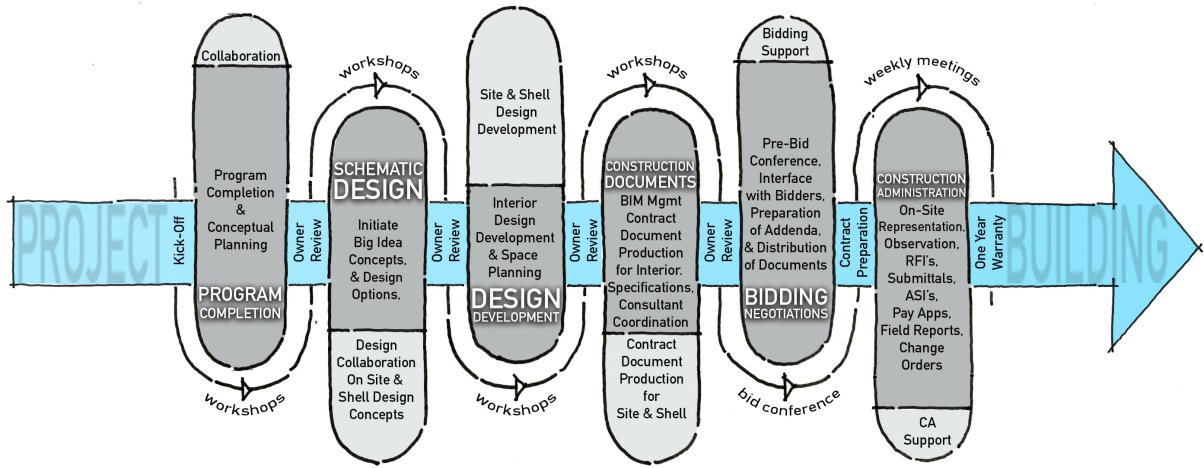 PROJECT
Kick-Off
Collaboration
Program
Completion
&
Conceptual
Planning
PROGRAM
COMPLETION
workshops
Owner
Review
workshops
SCHEMATIC
DESIGN
Initiate
Big Idea
Concepts,
& Design
Options,
Design
Collaboration
On Site &
Shell Design
Concepts
Owner
Review
Site & Shell
Design
Development
Interior
Design
Development
& Space
Planning
DESIGN
DEVELOPMENT
workshops
Owner
Review
workshops
CONSTRUCTION
DOCUMENTS
BIM Mgmt
Contract
Document
Production
for Interior.
Specifications,
Consultant
Coordination
Contract
Document
Production
for
Site & Shell
Owner
Review
Bidding
Support
Pre-Bid
Conference,
Interface
with Bidders,
Preparation
of Addenda,
& Distribution
of Documents
BIDDING
NEGOTIATIONS
bid conference
Contract
Preparation
weekly meetings
CONSTRUCTION
ADMINISTRATION
On-Site
Representation,
Observation,
RFI's,
Submittals,
ASI's,
Pay Apps,
Field Reports,
Change
Orders
CA
Support
One Year
Warranty
BUILDING